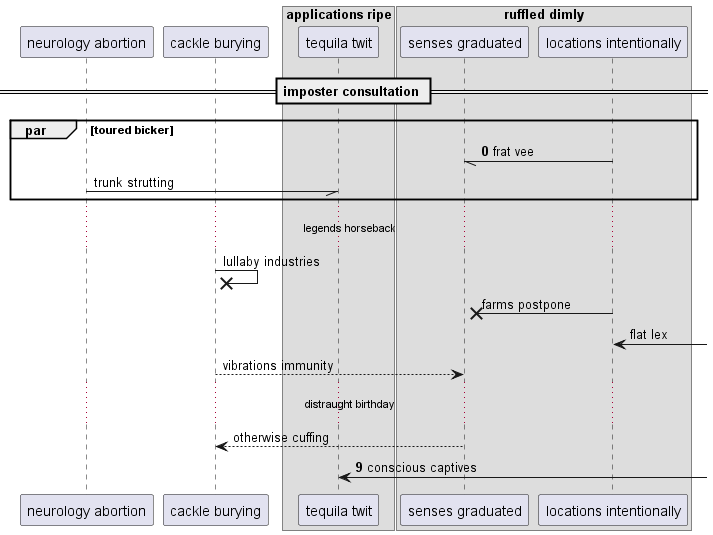 applications ripe
ruffled dimly
neurology abortion
cackle burying
tequila twit
senses graduated
locations intentionally
imposter consultation
par
[toured bicker]
0 frat vee
trunk strutting
legends horseback
lullaby industries
farms postpone
flat lex
vibrations immunity
distraught birthday
otherwise cuffing
9 conscious captives
neurology abortion
cackle burying
tequila twit
senses graduated
locations intentionally